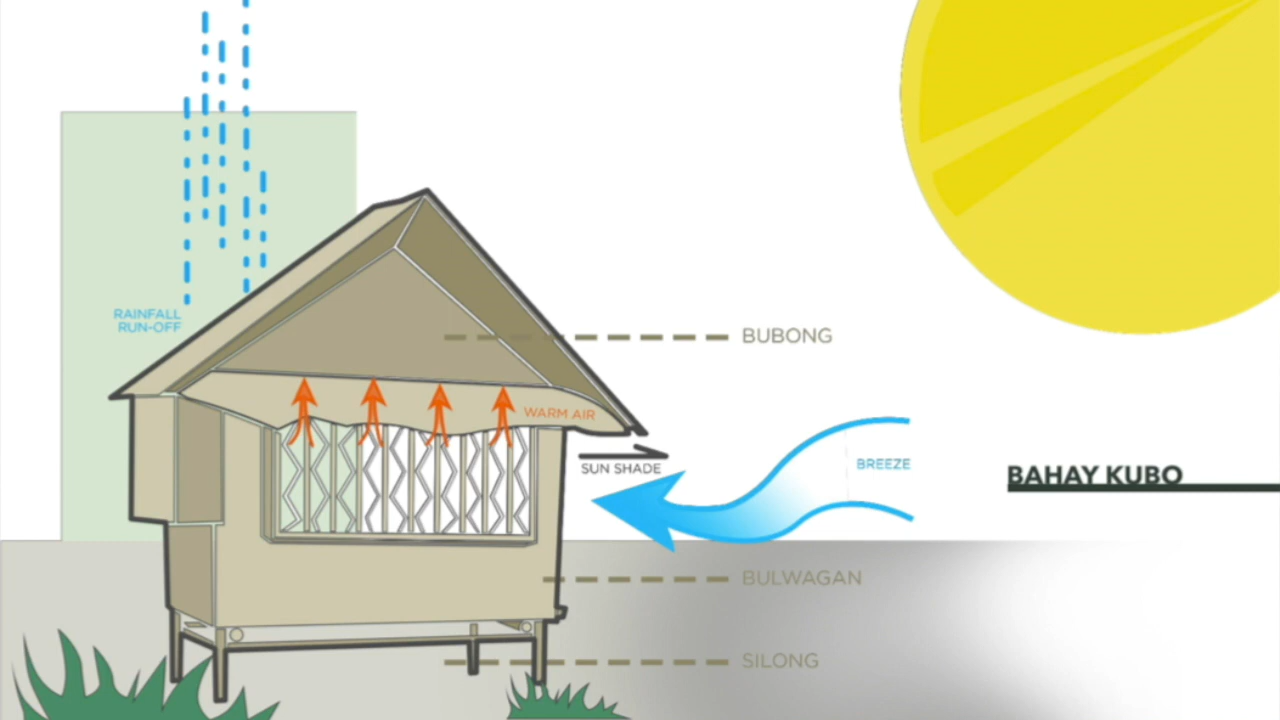 RAINFALL
RUN-OFF
BUBONG
WARM AIR
SUN SHADE
BREEZE
BAHAY KUBO
BULWAGAN
SILONG